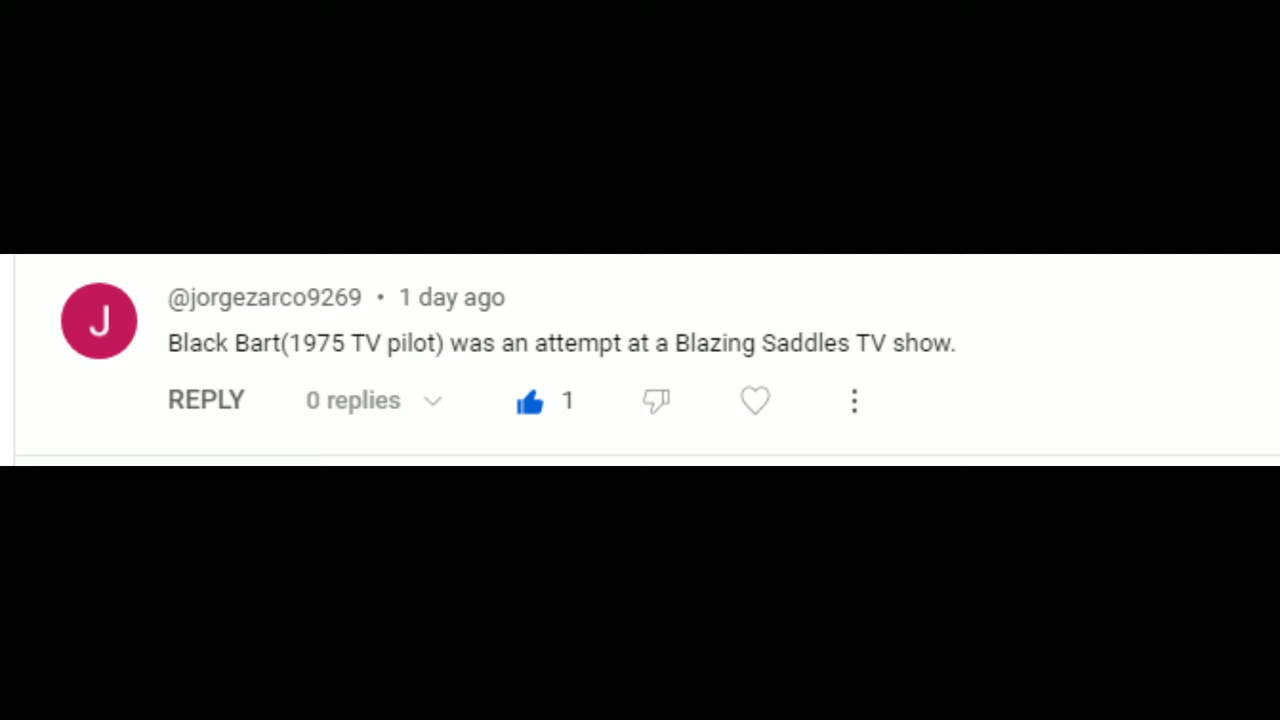 J
@jorgezarco9269 • 1 day ago
Black Bart(1975 TV pilot) was an attempt at a Blazing Saddles TV show.
REPLY 0 replies 1